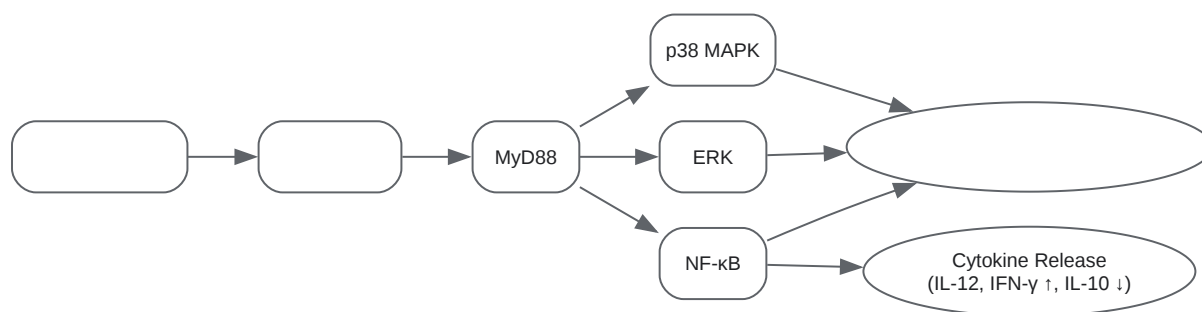 p38 MAPK
MyD88
ERK
NF-κB
Cytokine Release
(IL-12, IFN-γ ↑, IL-10 ↓)